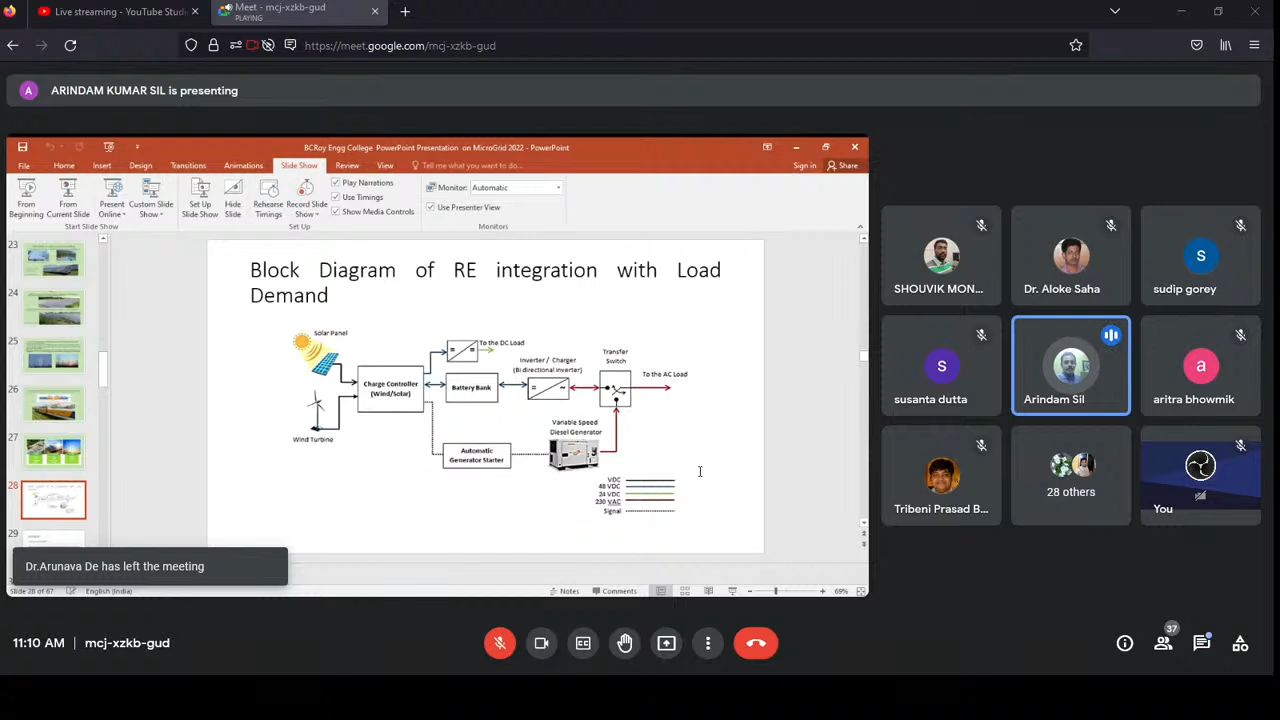 Live streaming - YouTube Studi
Meet - mcj-xzkb-gud
PLAYING
https://meet.google.com/mcj-xzkb-gud
A
ARINDAM KUMAR SIL is presenting
BCRoy Engg College PowerPoint Presentation on MicroGrid 2022 - PowerPoint
File Home Insert Design Transitions Animations Slide Show Review View Tell me what you want to do... Sign in Share
From Beginning
From Current Slide
Present Online
Custom Slide Show
Set Up Slide Show
Hide Slide
Rehearse Timings
Record Slide Show
Play Narrations
Use Timings
Show Media Controls
Monitor: Automatic
Use Presenter View
Start Slide Show
Set Up
Monitors
23
24
25
26
27
28
29
Block Diagram of RE integration with Load
Demand
Solar Panel
To the DC Load
Inverter / Charger
(Bi directional Inverter)
Transfer
Switch
Charge Controller
(Wind/Solar)
Battery Bank
To the AC Load
Wind Turbine
Variable Speed
Diesel Generator
Automatic
Generator Starter
VDC
48 VDC
24 VDC
230 VAC
Signal
SHOUVIK MON...
Dr. Aloke Saha
s
sudip gorey
s
susanta dutta
Arindam Sil
a
aritra bhowmik
Tribeni Prasad B...
28 others
You
Dr.Arunava De has left the meeting
Slide 28 of 67
English (India)
Notes
Comments
69%
11:10 AM | mcj-xzkb-gud
37